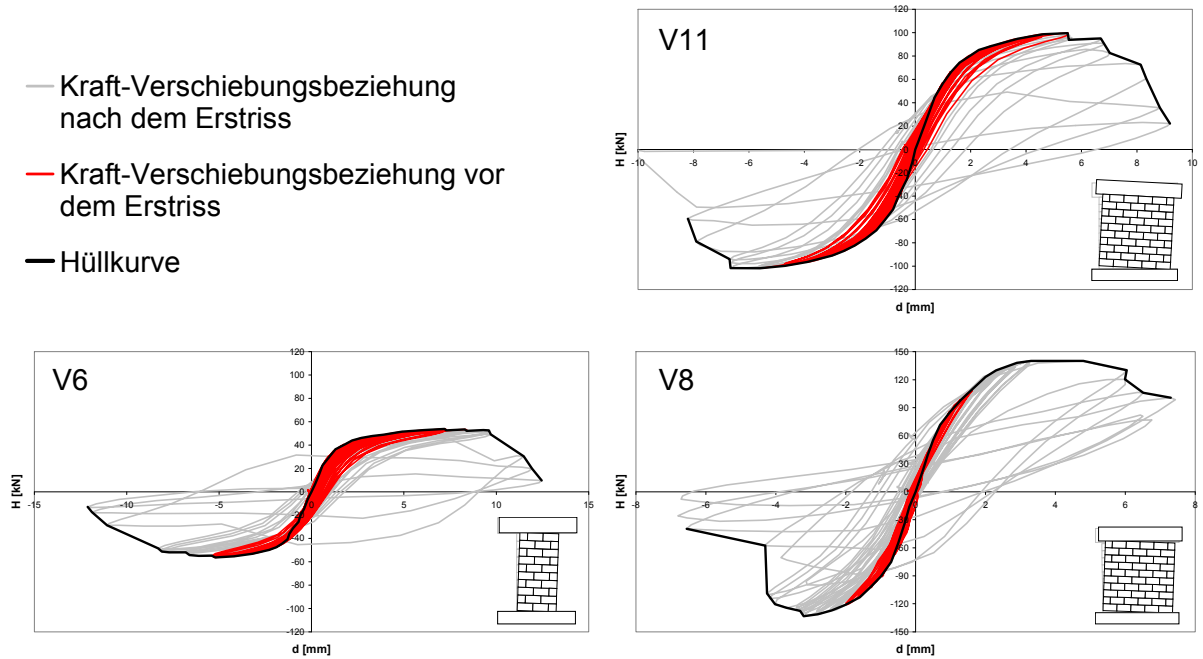 Kraft-Verschiebungsbeziehung
nach dem Erstriss
Kraft-Verschiebungsbeziehung vor
dem Erstriss
Hüllkurve
V11
120
100
80
60
40
20
0
-20
-40
-60
-80
-100
-120
-10 -8 -6 -4 -2 0 2 4 6 8 10
H [kN]
d [mm]
V6
120
100
80
60
40
20
0
-20
-40
-60
-80
-100
-120
-15 -10 -5 0 5 10 15
H [kN]
d [mm]
V8
150
120
90
60
30
0
-30
-60
-90
-120
-150
-8 -6 -4 -2 0 2 4 6 8
H [kN]
d [mm]